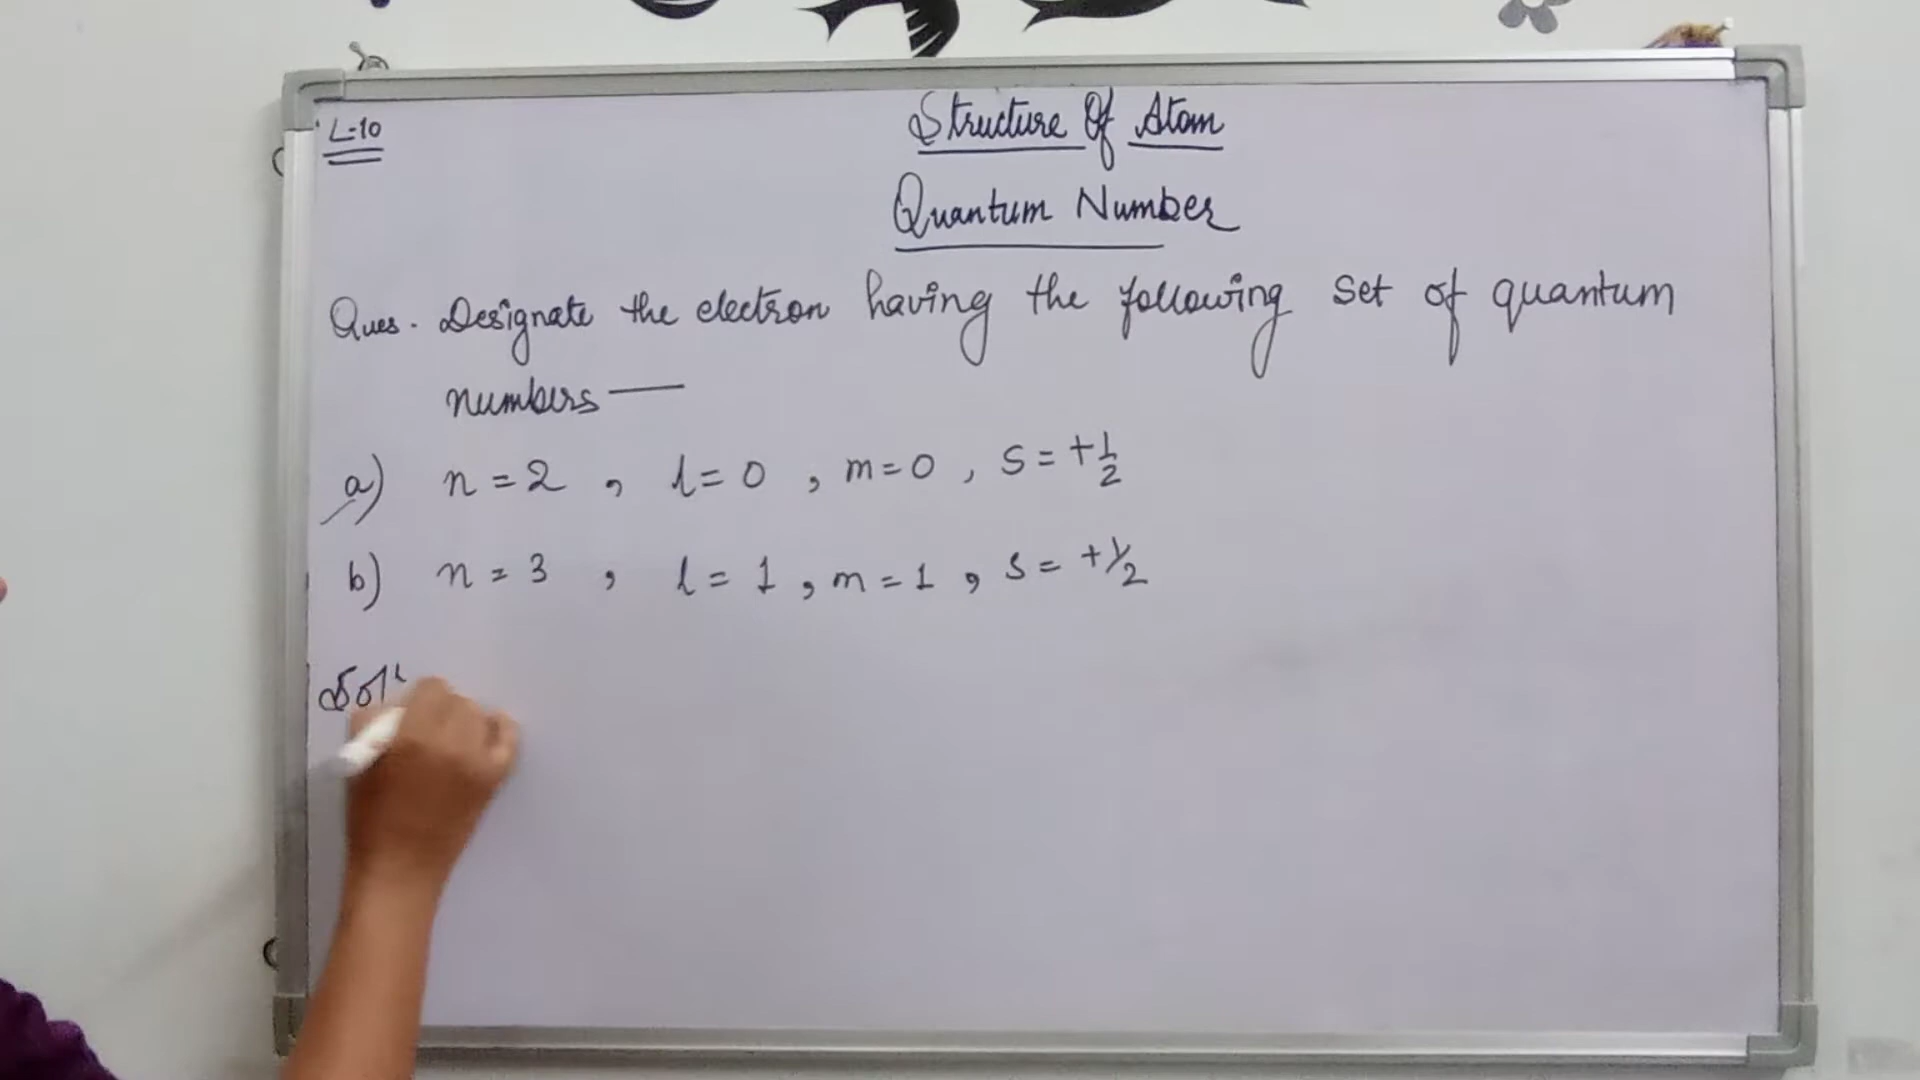 L-10
Structure Of Atom
Quantum Number
Ques. Designate the electron having the following set of quantum
numbers —
a) n = 2 , l = 0 , m = 0 , s = +1/2
b) n = 3 , l = 1 , m = 1 , s = +1/2
Sol